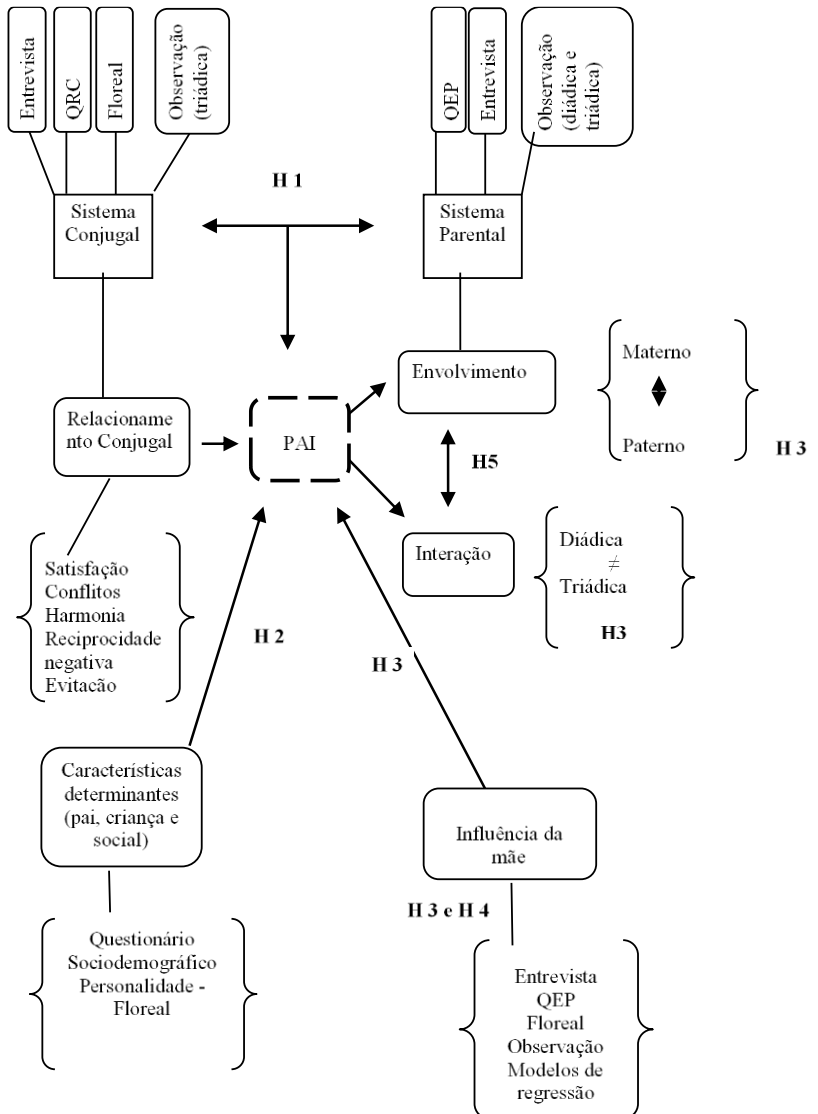 Entrevista
QRC
Floreal
Observação
(triádica)
QEP
Entrevista
Observação
(diádica e
triádica)
H 1
Sistema
Conjugal
Sistema
Parental
Envolvimento
Materno
Paterno
H 3
Relacioname
nto Conjugal
PAI
H5
Interação
Diádica
≠
Triádica
H3
Satisfação
Conflitos
Harmonia
Reciprocidade
negativa
Evitacão
H 2
H 3
Características
determinantes
(pai, criança e
social)
Influência da
mãe
H 3 e H 4
Questionário
Sociodemográfico
Personalidade -
Floreal
Entrevista
QEP
Floreal
Observação
Modelos de
regressão